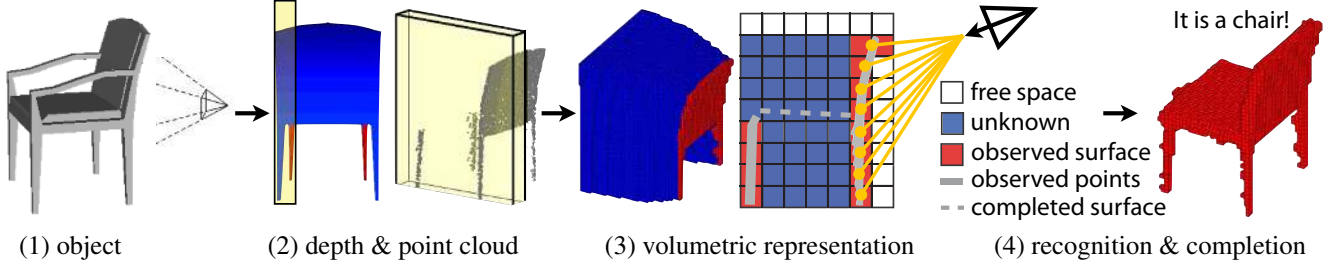 It is a chair!
free space
unknown
observed surface
observed points
completed surface
(1) object
(2) depth & point cloud
(3) volumetric representation
(4) recognition & completion